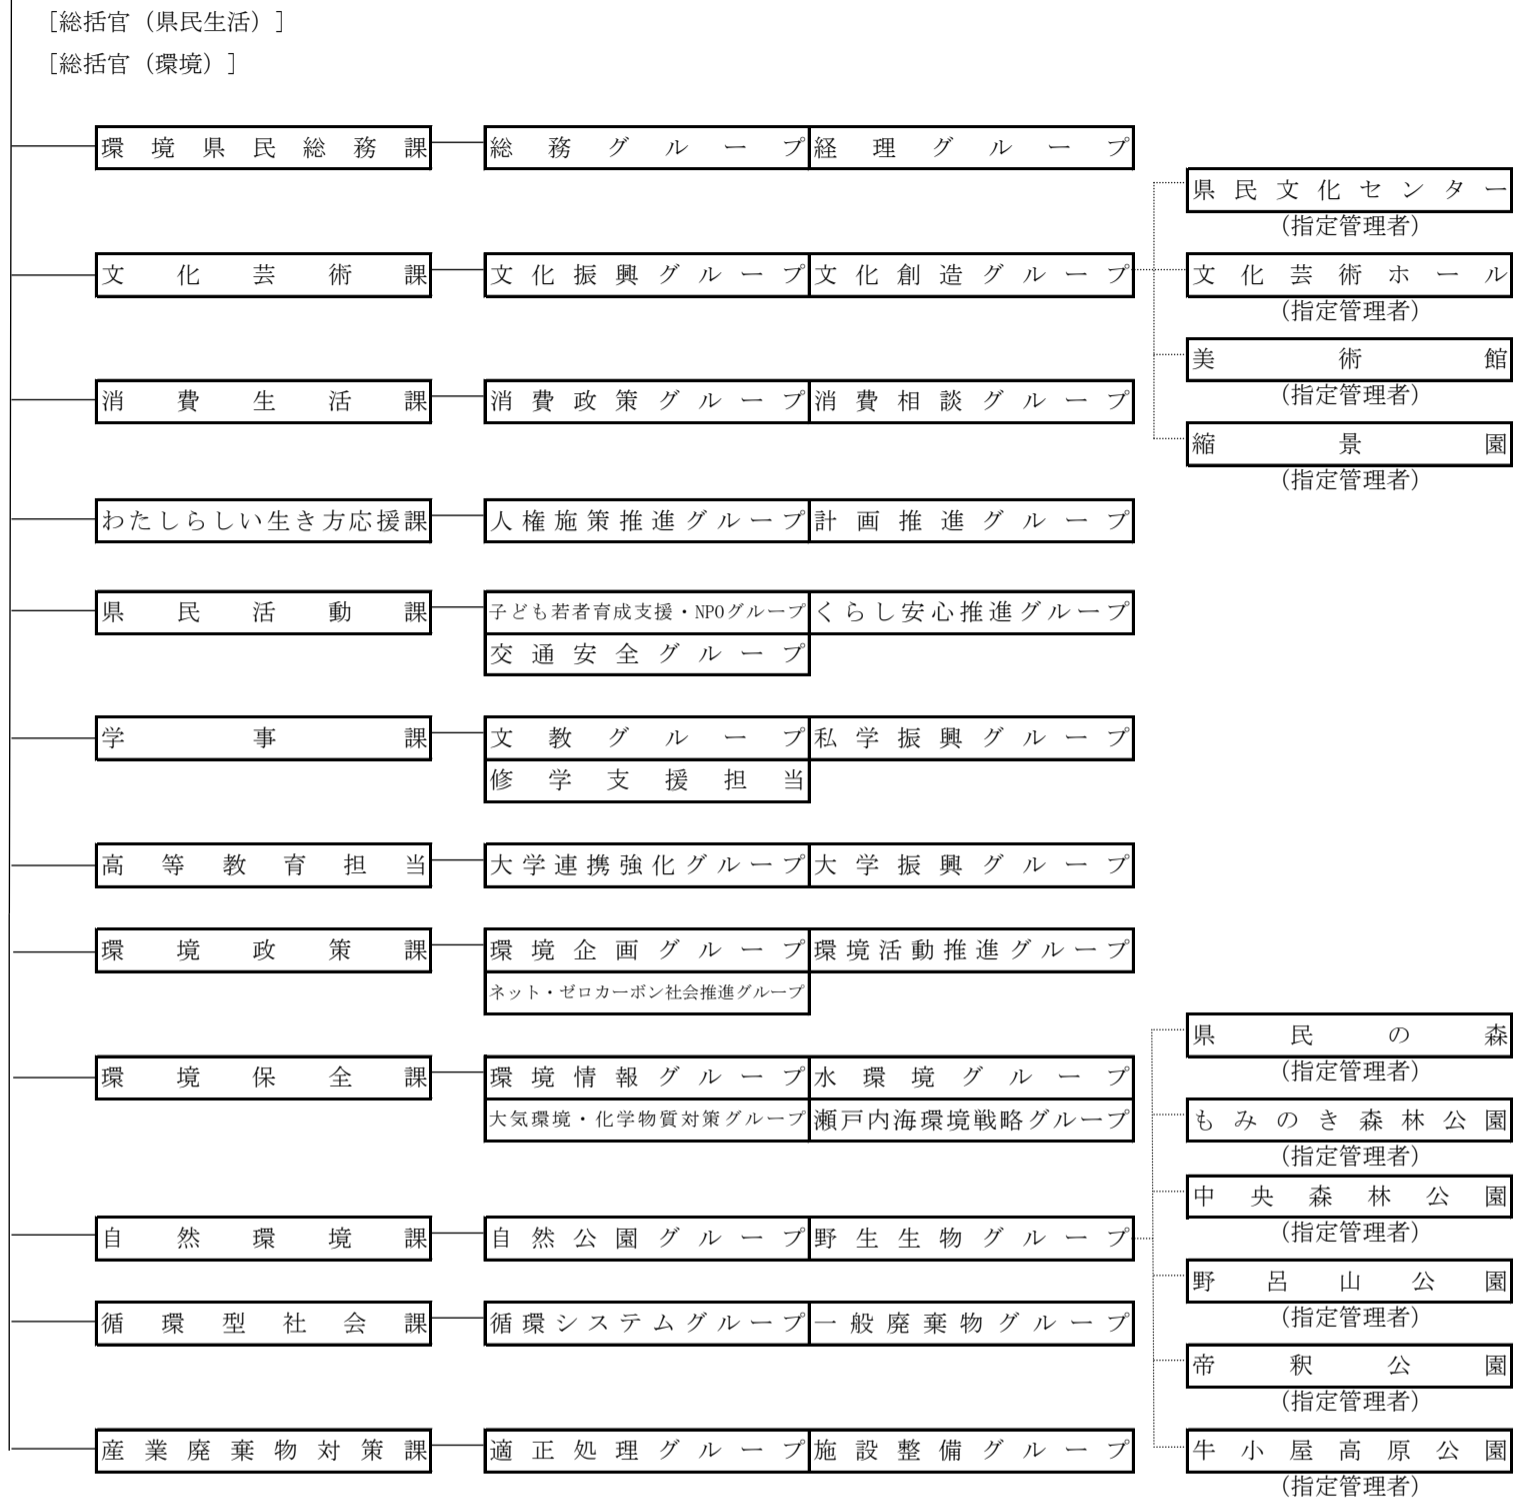 ［総括官（県民生活）］
［総括官（環境）］
環境県民総務課 総務グループ 経理グループ
県民文化センター
（指定管理者）
文化芸術課 文化振興グループ 文化創造グループ 文化芸術ホール
（指定管理者）
美術館
（指定管理者）
消費生活課 消費政策グループ 消費相談グループ
縮景園
（指定管理者）
わたしらしい生き方応援課 人権施策推進グループ 計画推進グループ
県民活動課 子ども若者育成支援・NPOグループ くらし安心推進グループ
交通安全グループ
学事課 文教グループ 私学振興グループ
修学支援担当
高等教育担当 大学連携強化グループ 大学振興グループ
環境政策課 環境企画グループ 環境活動推進グループ
ネット・ゼロカーボン社会推進グループ
県民の森
（指定管理者）
環境保全課 環境情報グループ 水環境グループ
大気環境・化学物質対策グループ 瀬戸内海環境戦略グループ もみのき森林公園
（指定管理者）
中央森林公園
（指定管理者）
自然環境課 自然公園グループ 野生生物グループ
野呂山公園
（指定管理者）
循環型社会課 循環システムグループ 一般廃棄物グループ
帝釈公園
（指定管理者）
産業廃棄物対策課 適正処理グループ 施設整備グループ 牛小屋高原公園
（指定管理者）